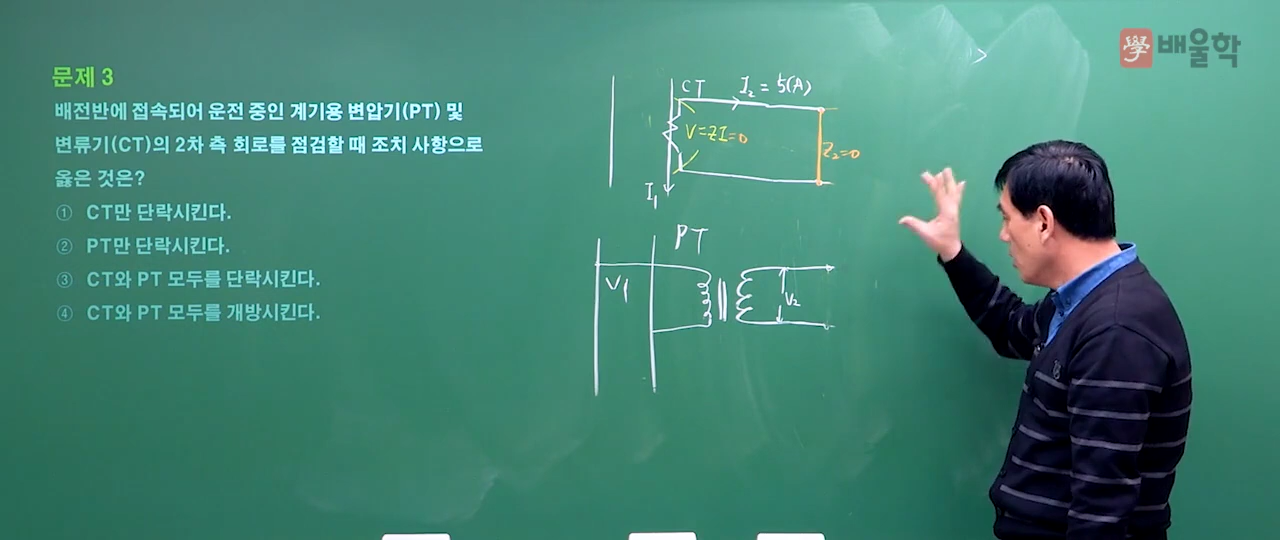 學 배울학
문제 3
배전반에 접속되어 운전 중인 계기용 변압기(PT) 및
변류기(CT)의 2차 측 회로를 점검할 때 조치 사항으로
옳은 것은?
① CT만 단락시킨다.
② PT만 단락시킨다.
③ CT와 PT 모두를 단락시킨다.
④ CT와 PT 모두를 개방시킨다.
CT I₂ = 5(A)
V=ZI=0
Z₂=0
I₁
PT
V₁
V₂